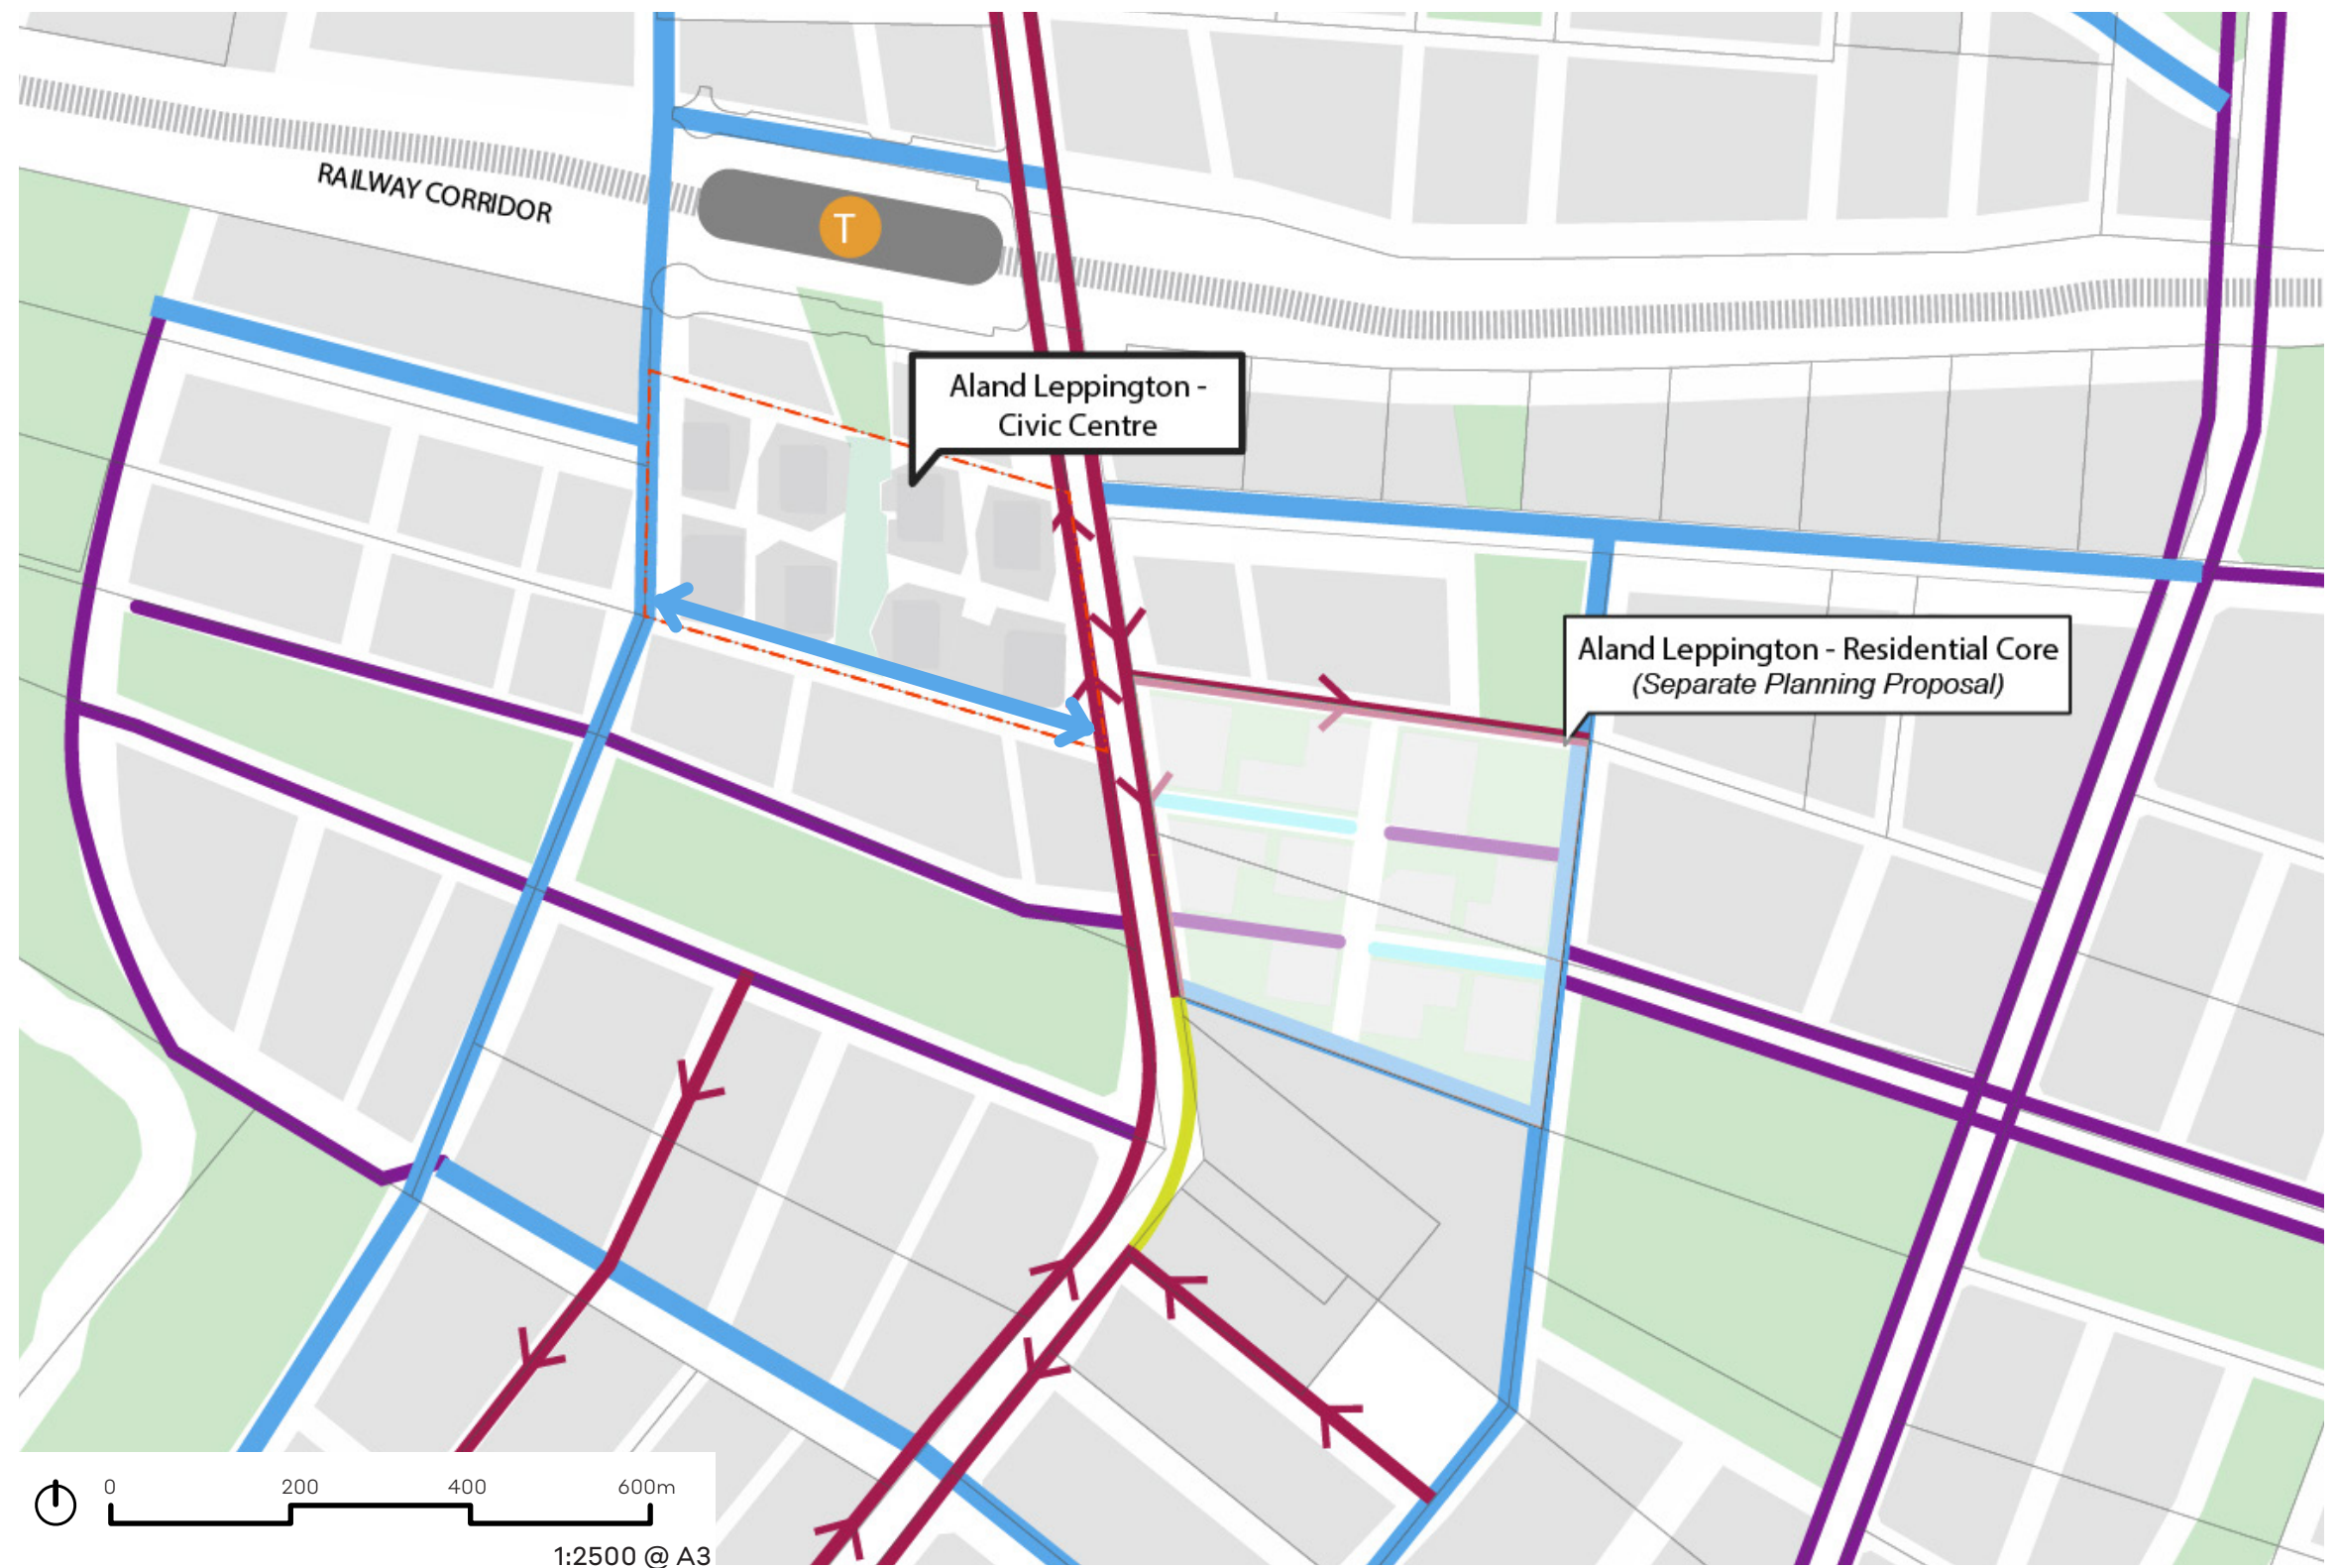 RAILWAY CORRIDOR
T
Aland Leppington -
Civic Centre
Aland Leppington - Residential Core
(Separate Planning Proposal)
0 200 400 600m
1:2500 @ A3